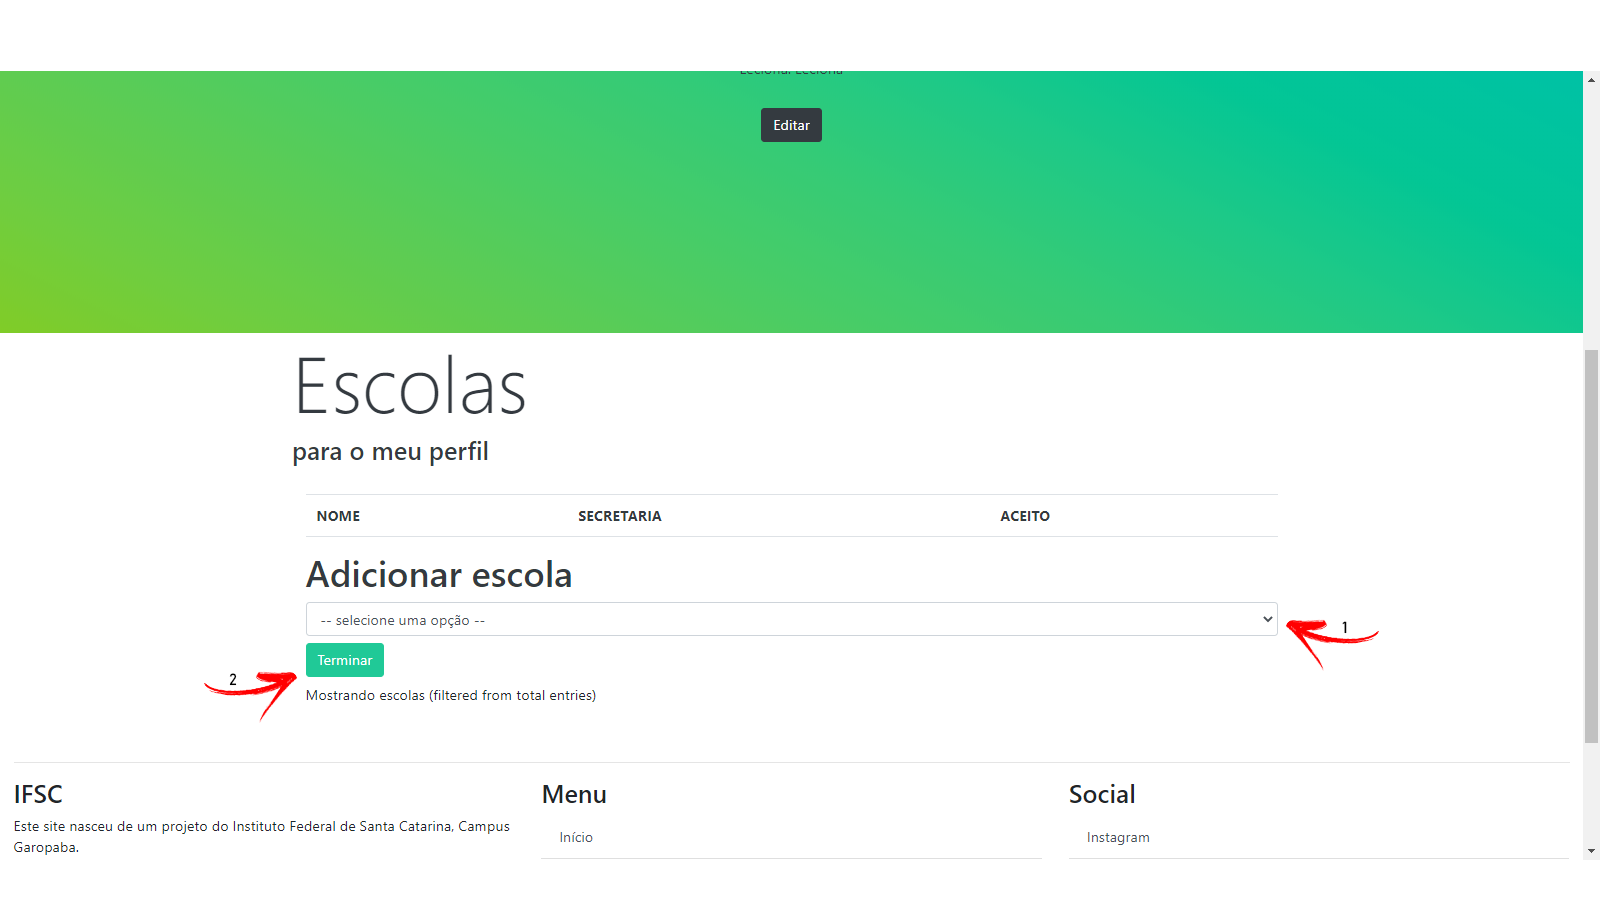 Leciona: Leciona
Editar
Escolas
para o meu perfil
NOME SECRETARIA ACEITO
Adicionar escola
-- selecione uma opção --
1
Terminar
2
Mostrando escolas (filtered from total entries)
IFSC Menu Social
Este site nasceu de um projeto do Instituto Federal de Santa Catarina, Campus
Garopaba.
Início
Instagram